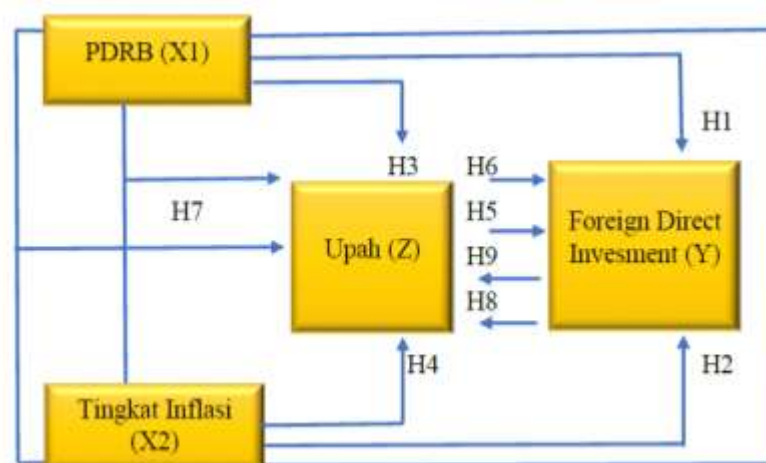 PDRB (X1)
H1
H3
H6
H7
H5
Upah (Z)
Foreign Direct
Invesment (Y)
H9
H8
H4
H2
Tingkat Inflasi
(X2)